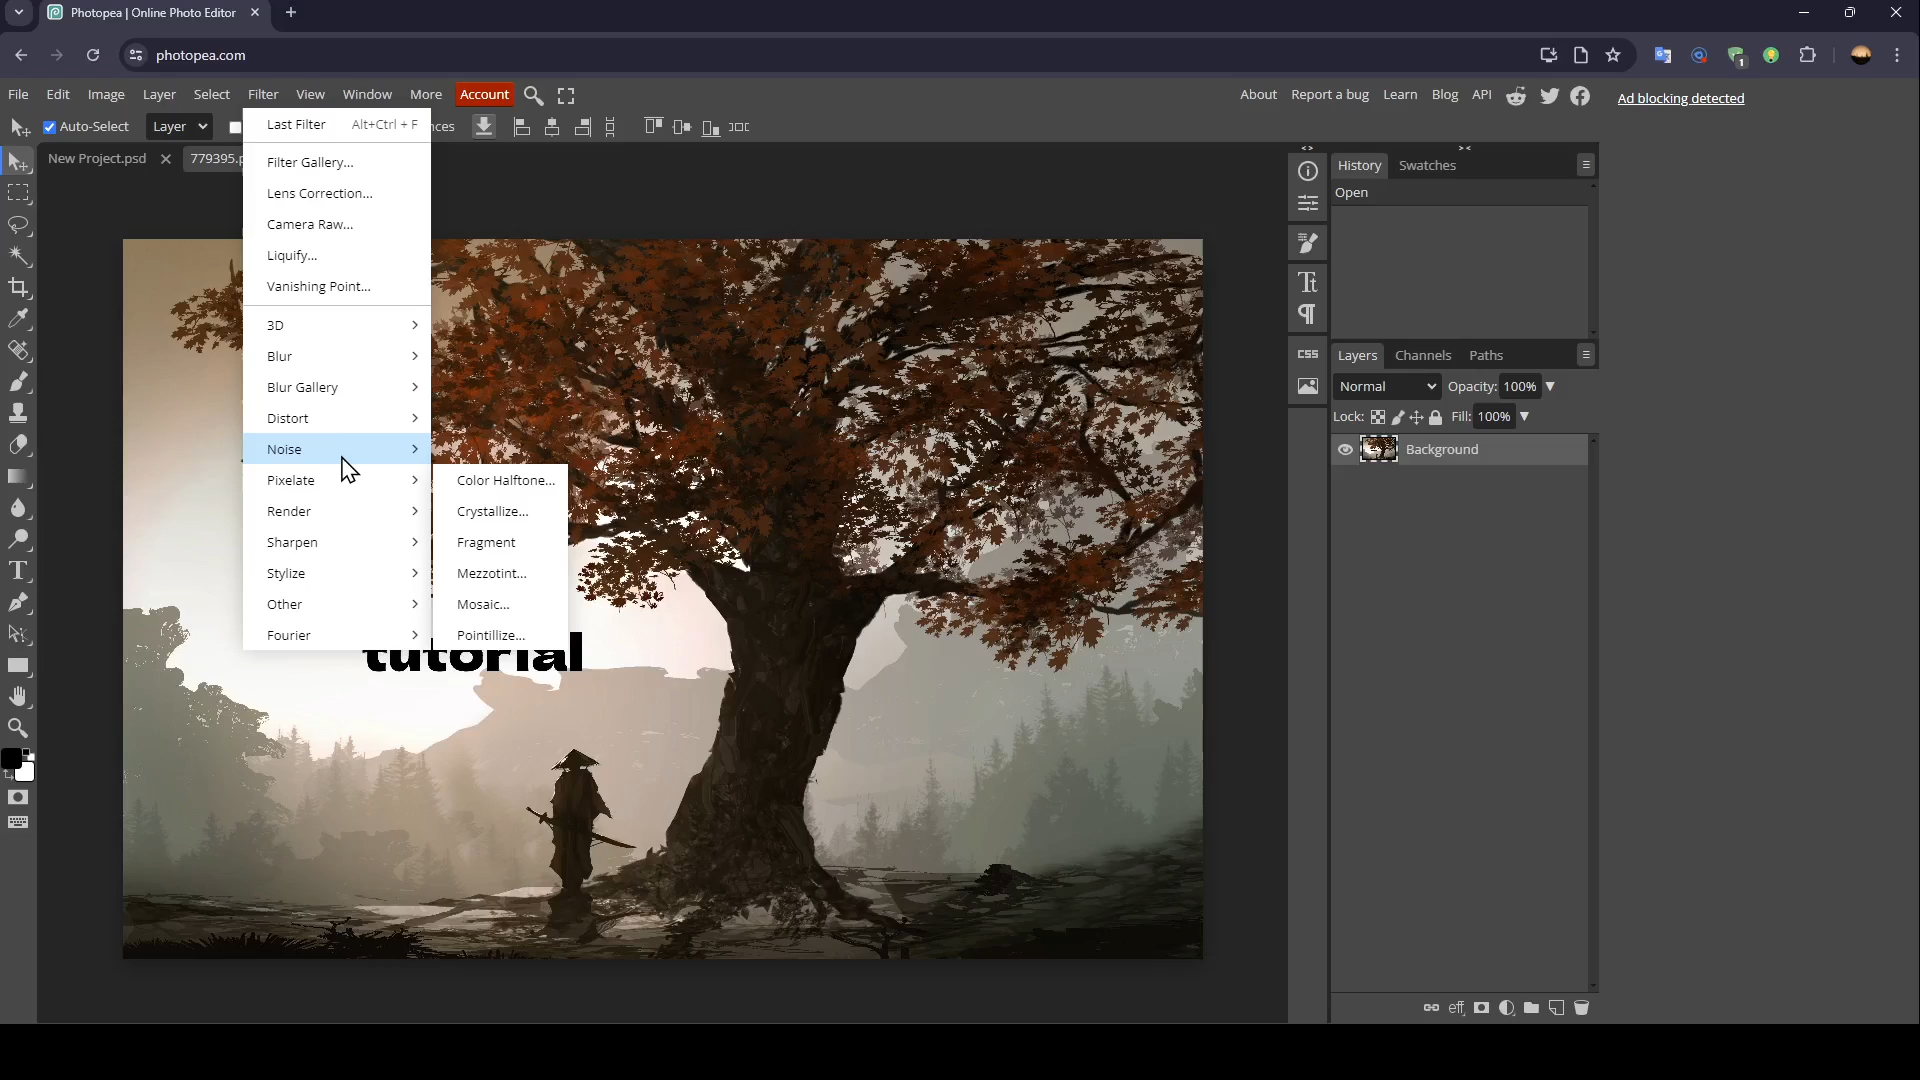 Photopea | Online Photo Editor
photopea.com
1
File Edit Image Layer Select Filter View Window More Account
About Report a bug Learn Blog API
Ad blocking detected
Auto-Select Layer
New Project.psd
779395.p
Last Filter Alt+Ctrl + F
Filter Gallery...
Lens Correction...
Camera Raw...
Liquify...
Vanishing Point...
3D
Blur
Blur Gallery
Distort
Noise
Pixelate
Render
Sharpen
Stylize
Other
Fourier
Color Halftone...
Crystallize...
Fragment
Mezzotint...
Mosaic...
Pointillize...
tutorial
CSS
History Swatches
Open
Layers Channels Paths
Normal Opacity: 100%
Lock: Fill: 100%
Background
eff